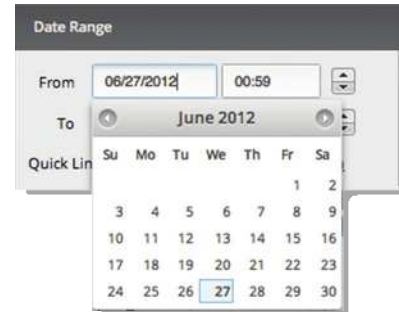 Date Range
From 06/27/2012 00:59
To
June 2012
Quick Lin
Su Mo Tu We Th Fr Sa
1 2
3 4 5 6 7 8 9
10 11 12 13 14 15 16
17 18 19 20 21 22 23
24 25 26 27 28 29 30